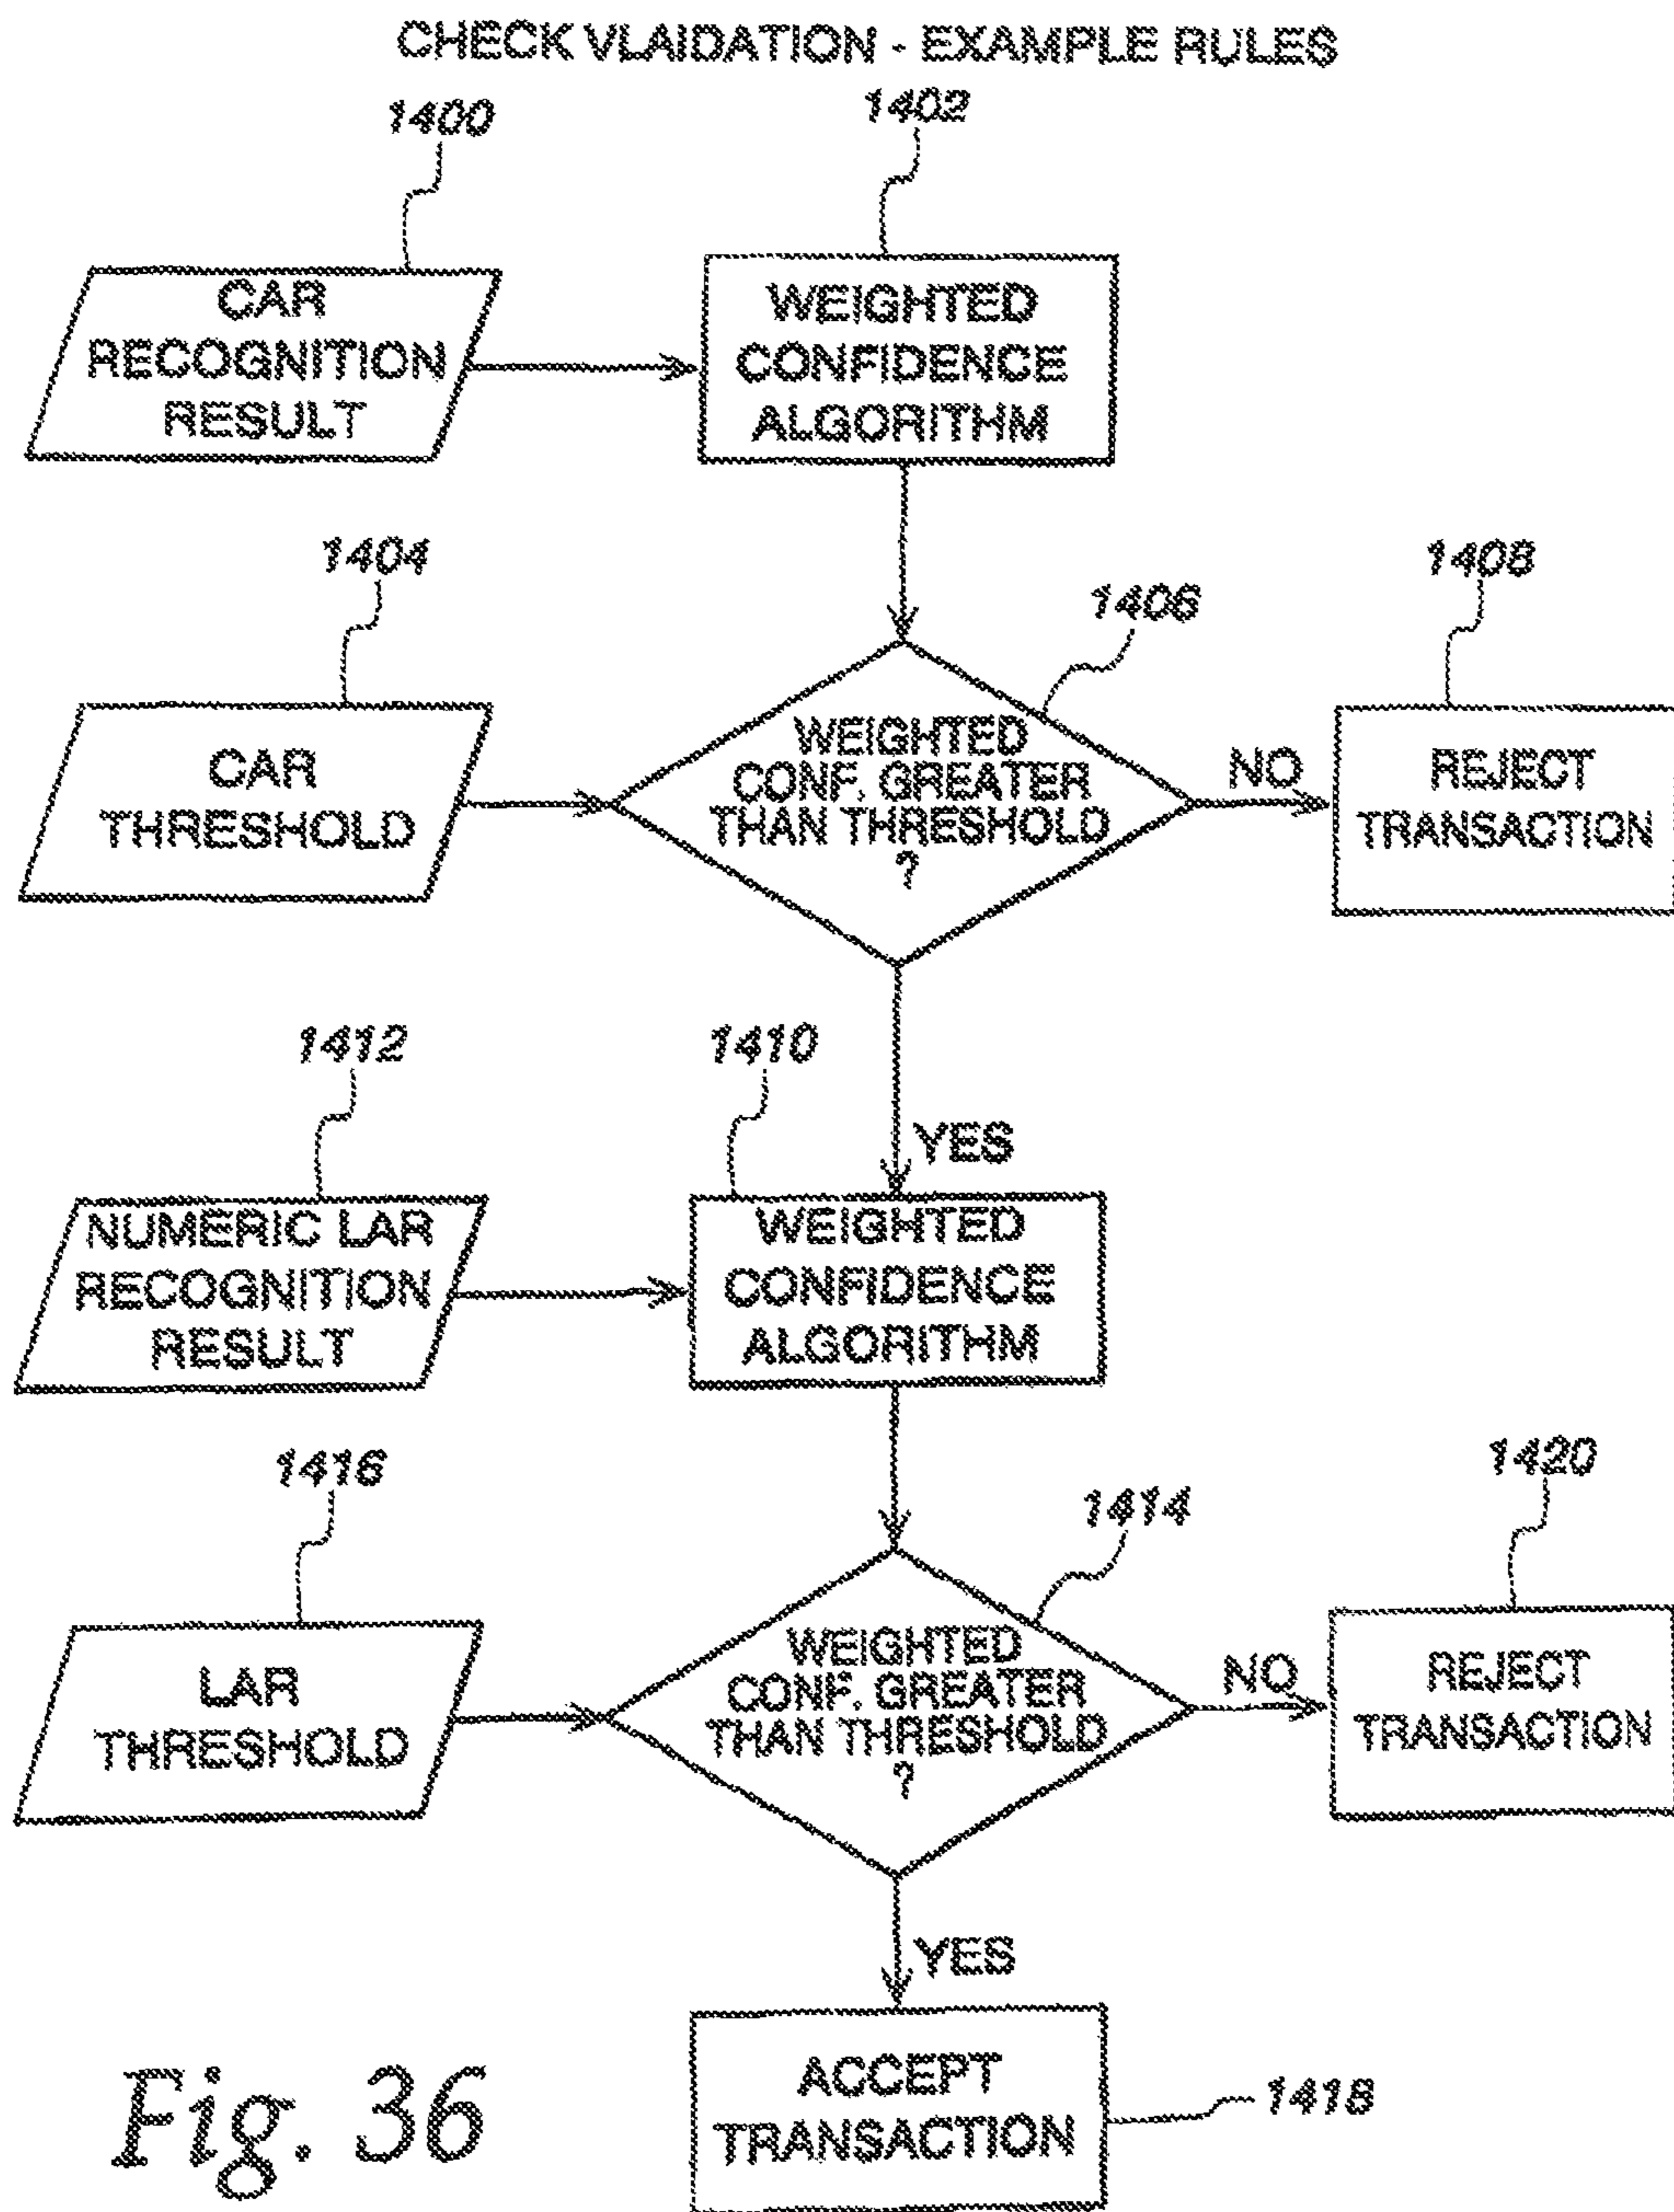 CHECK VLAIDATION - EXAMPLE RULES
1400
1402
CAR
RECOGNITION
RESULT
WEIGHTED
CONFIDENCE
ALGORITHM
1404
1406
1408
CAR
THRESHOLD
WEIGHTED
CONF. GREATER
THAN THRESHOLD
?
NO
REJECT
TRANSACTION
1412
1410
YES
NUMERIC LAR
RECOGNITION
RESULT
WEIGHTED
CONFIDENCE
ALGORITHM
1416
1414
1420
LAR
THRESHOLD
WEIGHTED
CONF. GREATER
THAN THRESHOLD
?
NO
REJECT
TRANSACTION
YES
ACCEPT
TRANSACTION
1418
Fig. 36